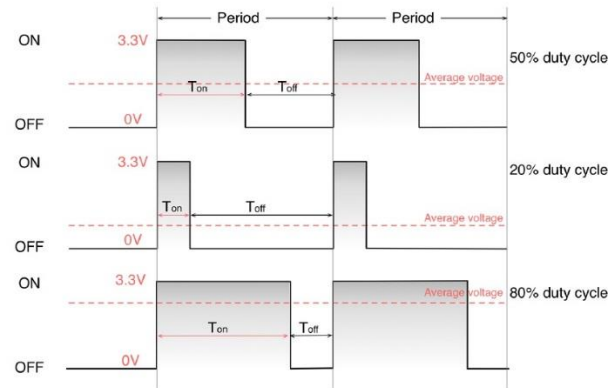 Period Period
ON 3.3V 50% duty cycle
Average voltage
Ton Toff
OFF 0V
ON 3.3V 20% duty cycle
Ton Toff
Average voltage
OFF 0V
ON 3.3V
Average voltage 80% duty cycle
Ton Toff
OFF 0V